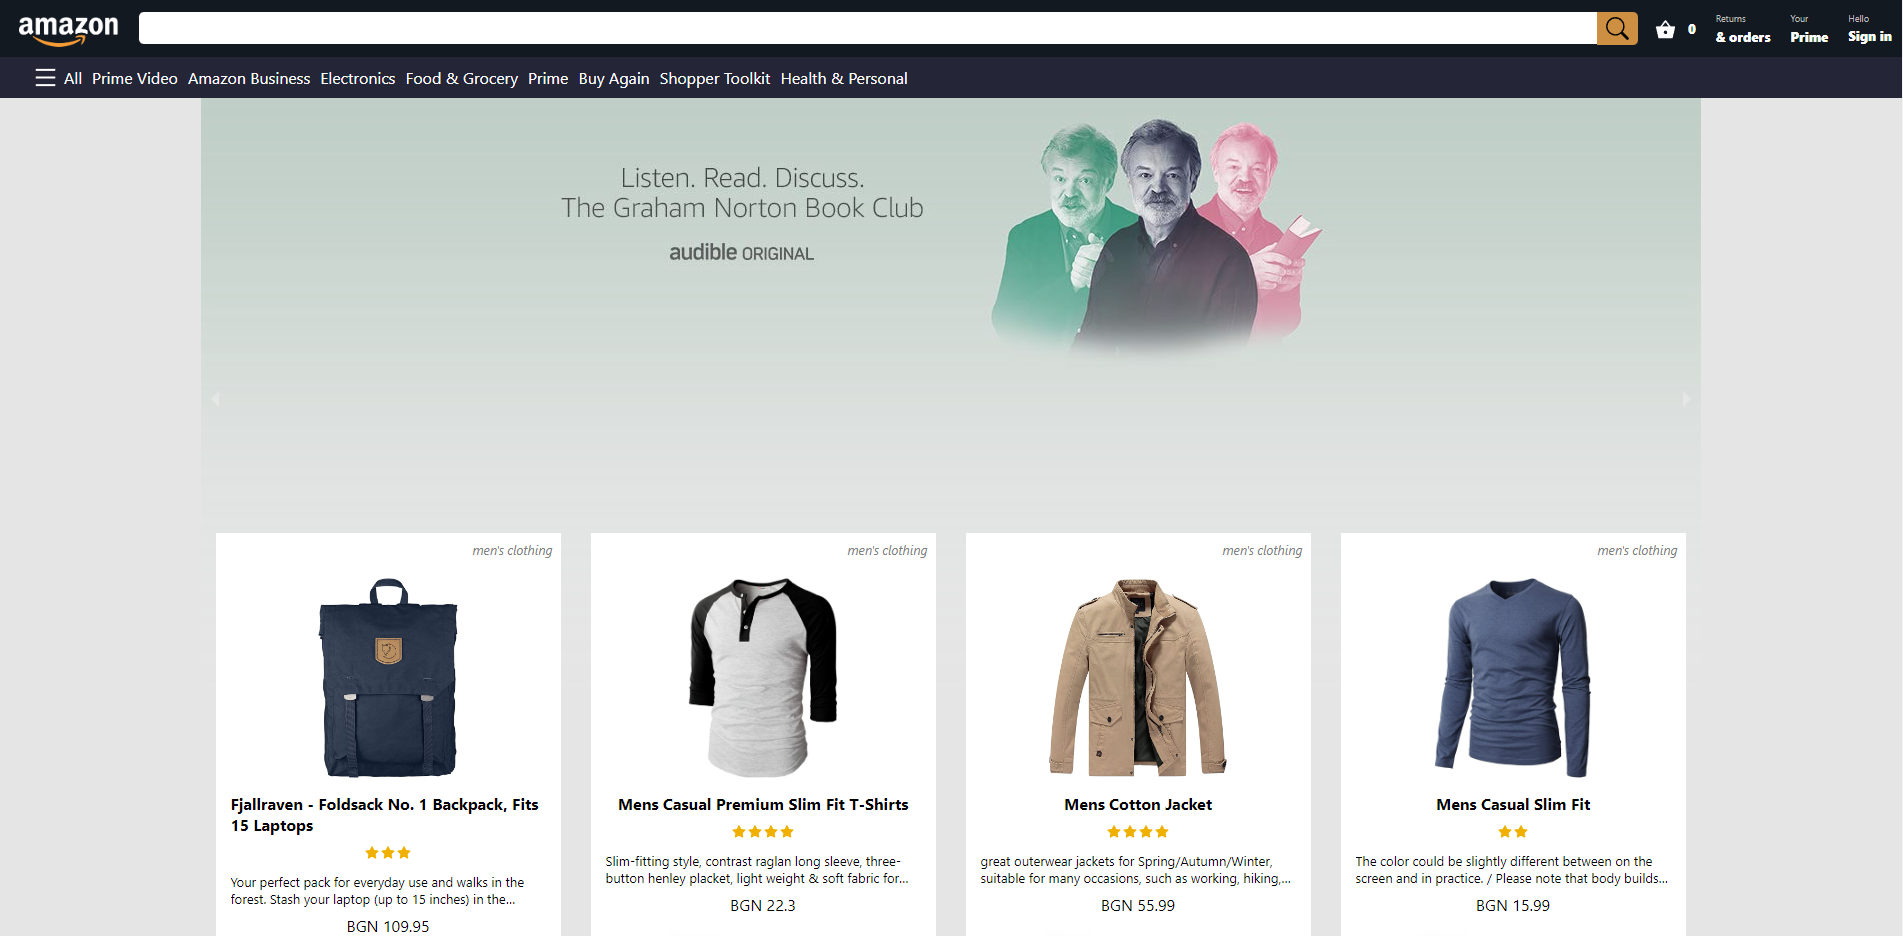 amazon
0
Returns
& orders
Your
Prime
Hello
Sign in
All Prime Video Amazon Business Electronics Food & Grocery Prime Buy Again Shopper Toolkit Health & Personal
Listen. Read. Discuss.
The Graham Norton Book Club
audible ORIGINAL
men's clothing
Fjallraven - Foldsack No. 1 Backpack, Fits
15 Laptops
Your perfect pack for everyday use and walks in the
forest. Stash your laptop (up to 15 inches) in the...
BGN 109.95
men's clothing
Mens Casual Premium Slim Fit T-Shirts
Slim-fitting style, contrast raglan long sleeve, three-
button henley placket, light weight & soft fabric for...
BGN 22.3
men's clothing
Mens Cotton Jacket
great outerwear jackets for Spring/Autumn/Winter,
suitable for many occasions, such as working, hiking,...
BGN 55.99
men's clothing
Mens Casual Slim Fit
The color could be slightly different between on the
screen and in practice. / Please note that body builds...
BGN 15.99